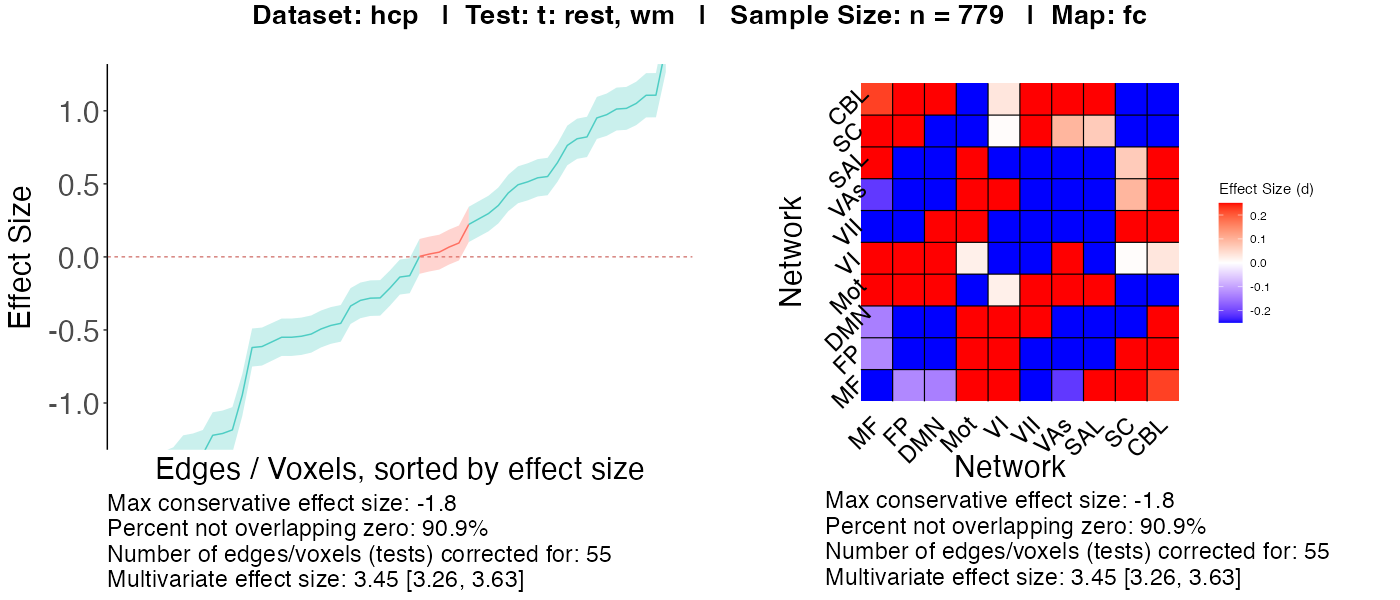 Dataset: hcp | Test: t: rest, wm | Sample Size: n = 779 | Map: fc
Effect Size
1.0
0.5
0.0
-0.5
-1.0
Edges / Voxels, sorted by effect size
Max conservative effect size: -1.8
Percent not overlapping zero: 90.9%
Number of edges/voxels (tests) corrected for: 55
Multivariate effect size: 3.45 [3.26, 3.63]
Network
CBL
SC
SAL
VAs
VII
VI
Mot
DMN
FP
MF
MF
FP
DMN
Mot
VI
VII
VAs
SAL
SC
CBL
Network
Effect Size (d)
0.2
0.1
0.0
-0.1
-0.2
Max conservative effect size: -1.8
Percent not overlapping zero: 90.9%
Number of edges/voxels (tests) corrected for: 55
Multivariate effect size: 3.45 [3.26, 3.63]